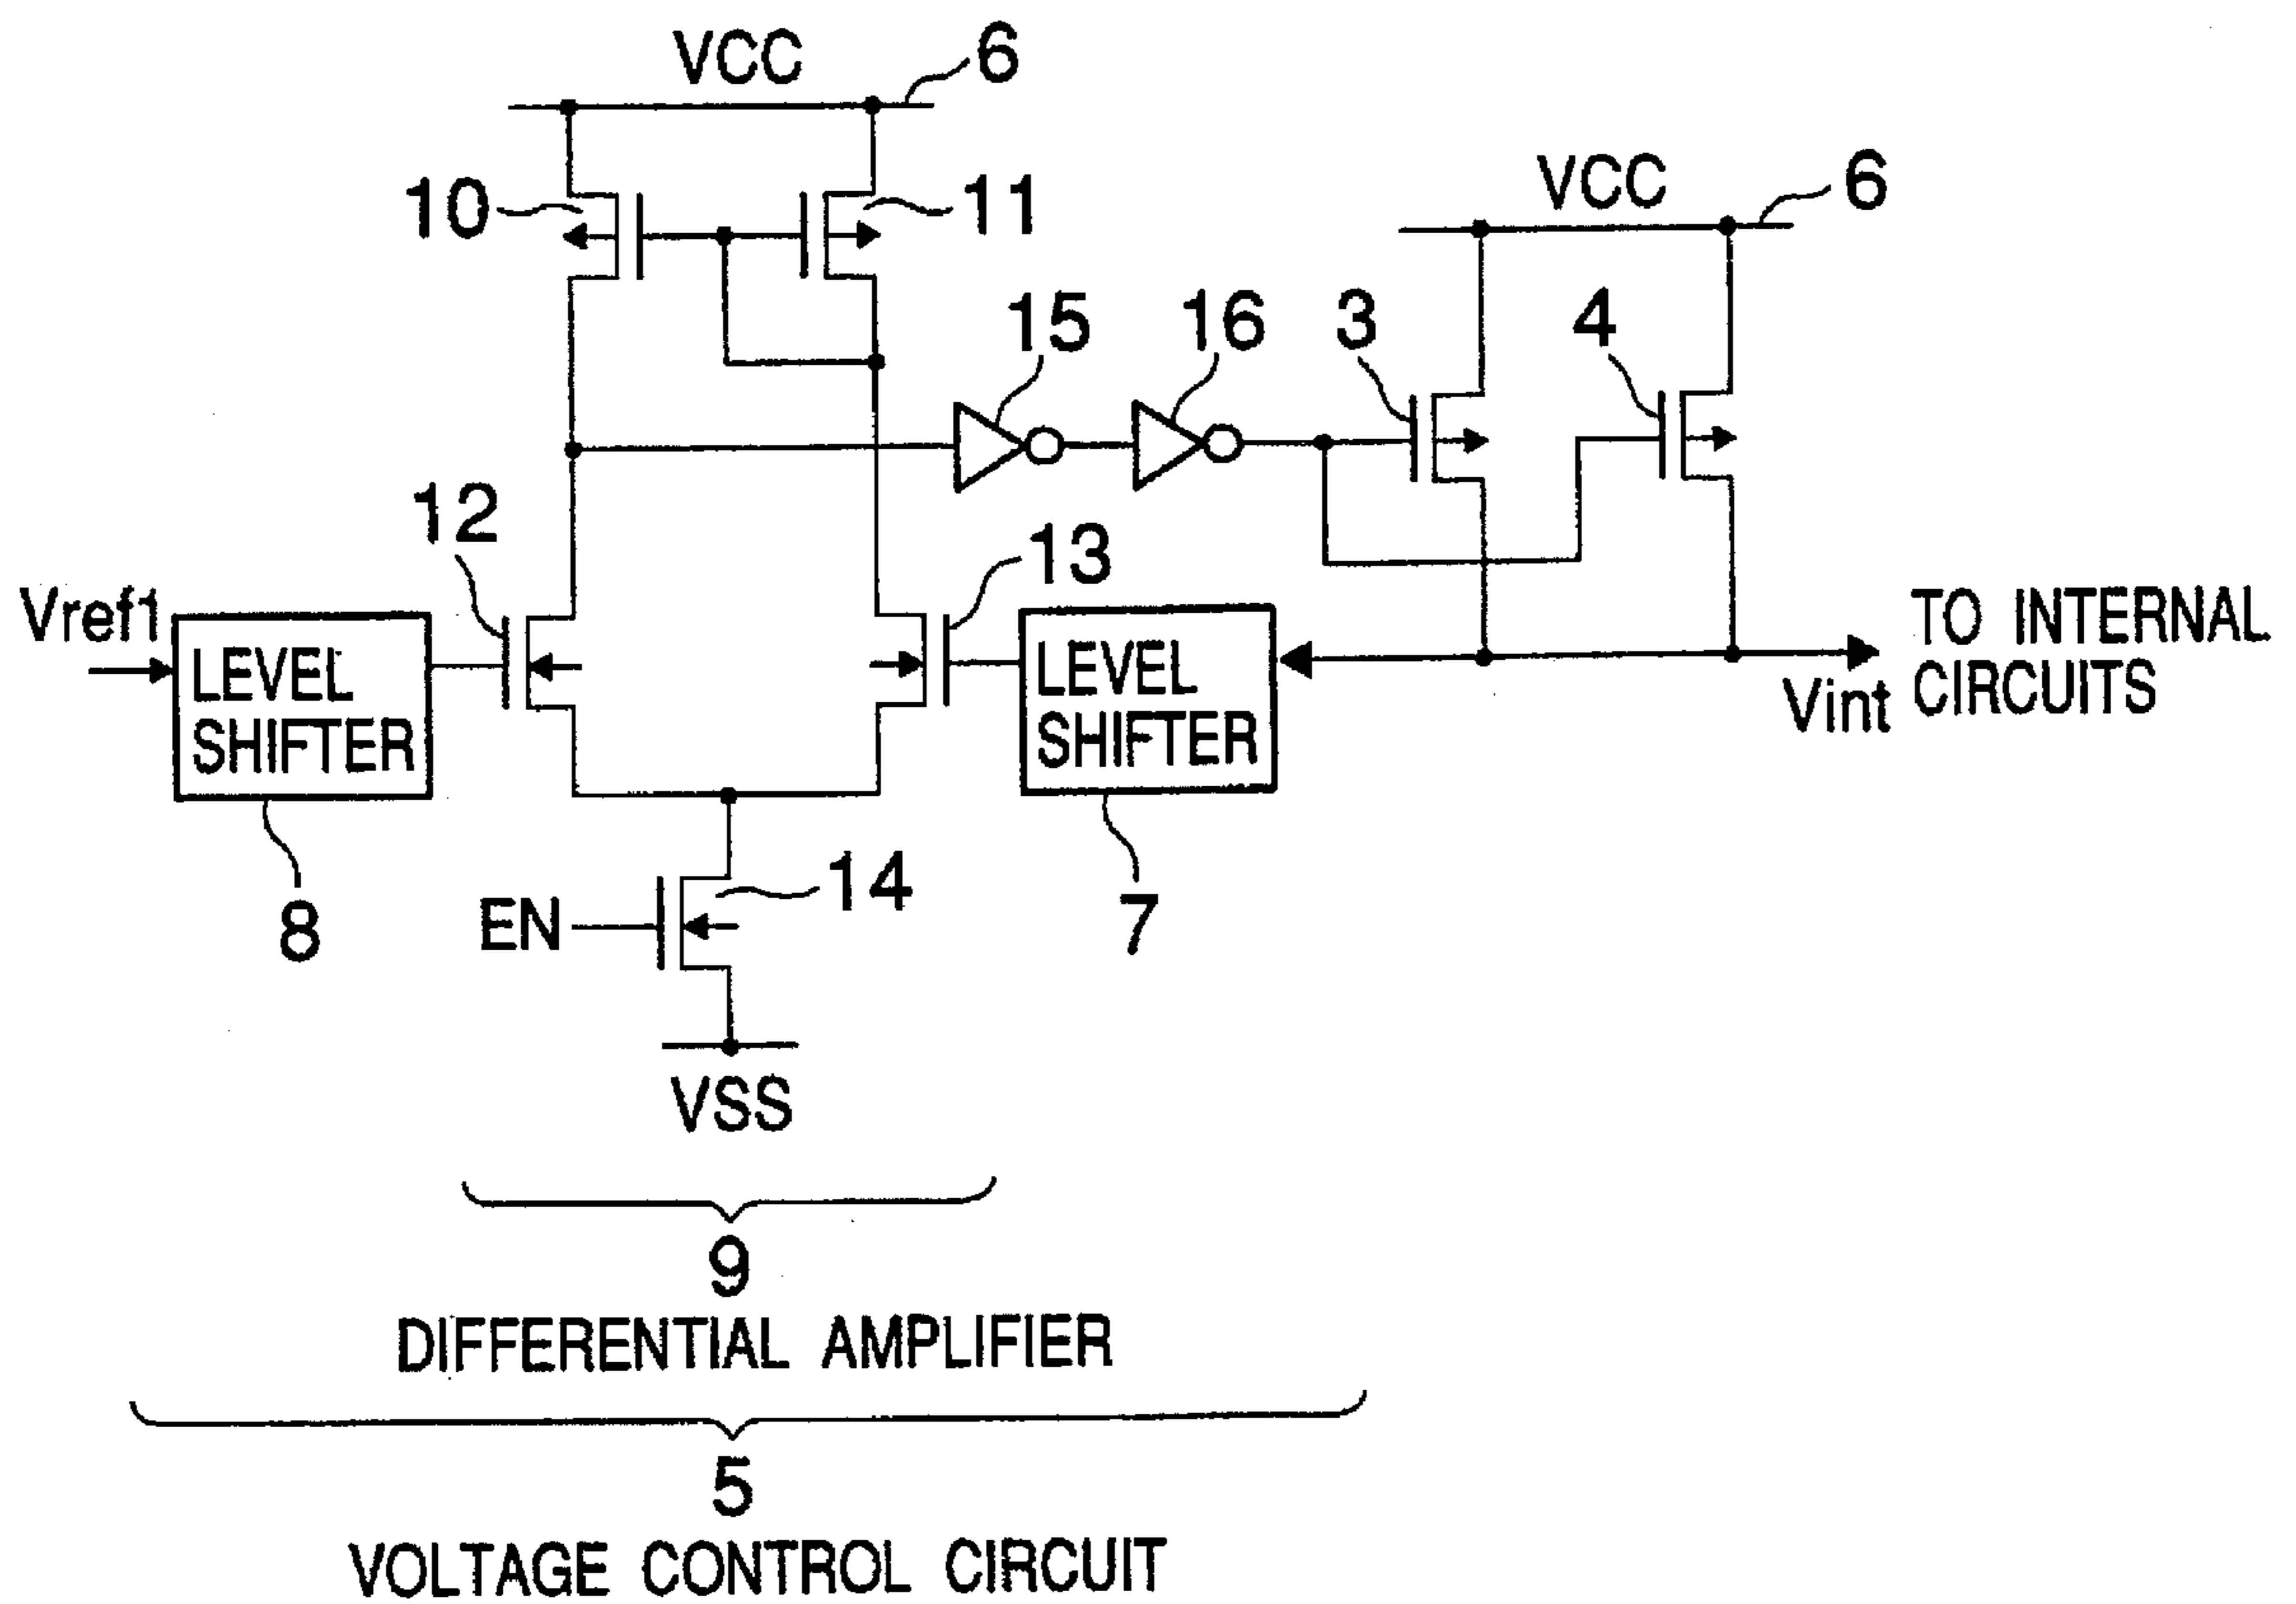 VCC
6
VCC
6
10
11
15
16
3
4
12
13
Vref1
LEVEL
SHIFTER
LEVEL
SHIFTER
TO INTERNAL
CIRCUITS
Vint
14
EN
8
7
VSS
9
DIFFERENTIAL AMPLIFIER
5
VOLTAGE CONTROL CIRCUIT